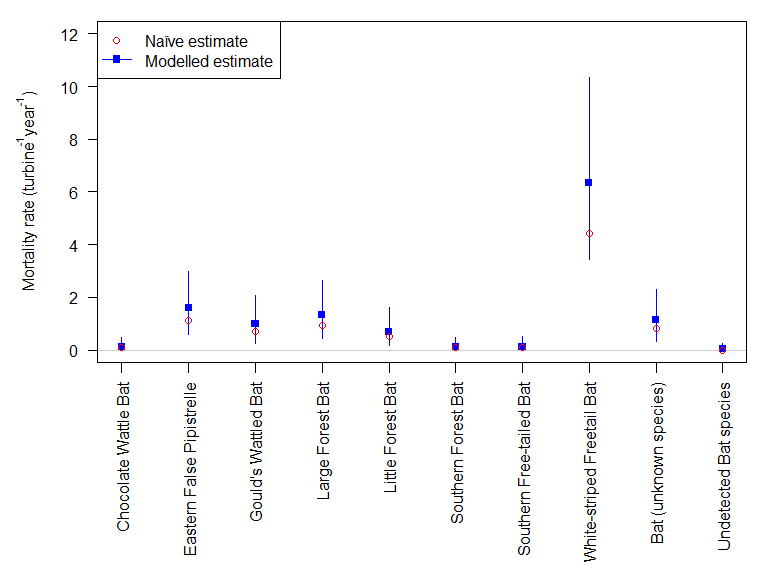 Naïve estimate
Modelled estimate
Mortality rate (turbine⁻¹year⁻¹)
12
10
8
6
4
2
0
Chocolate Wattle Bat
Eastern False Pipistrelle
Gould's Wattled Bat
Large Forest Bat
Little Forest Bat
Southern Forest Bat
Southern Free-tailed Bat
White-striped Freetail Bat
Bat (unknown species)
Undetected Bat species